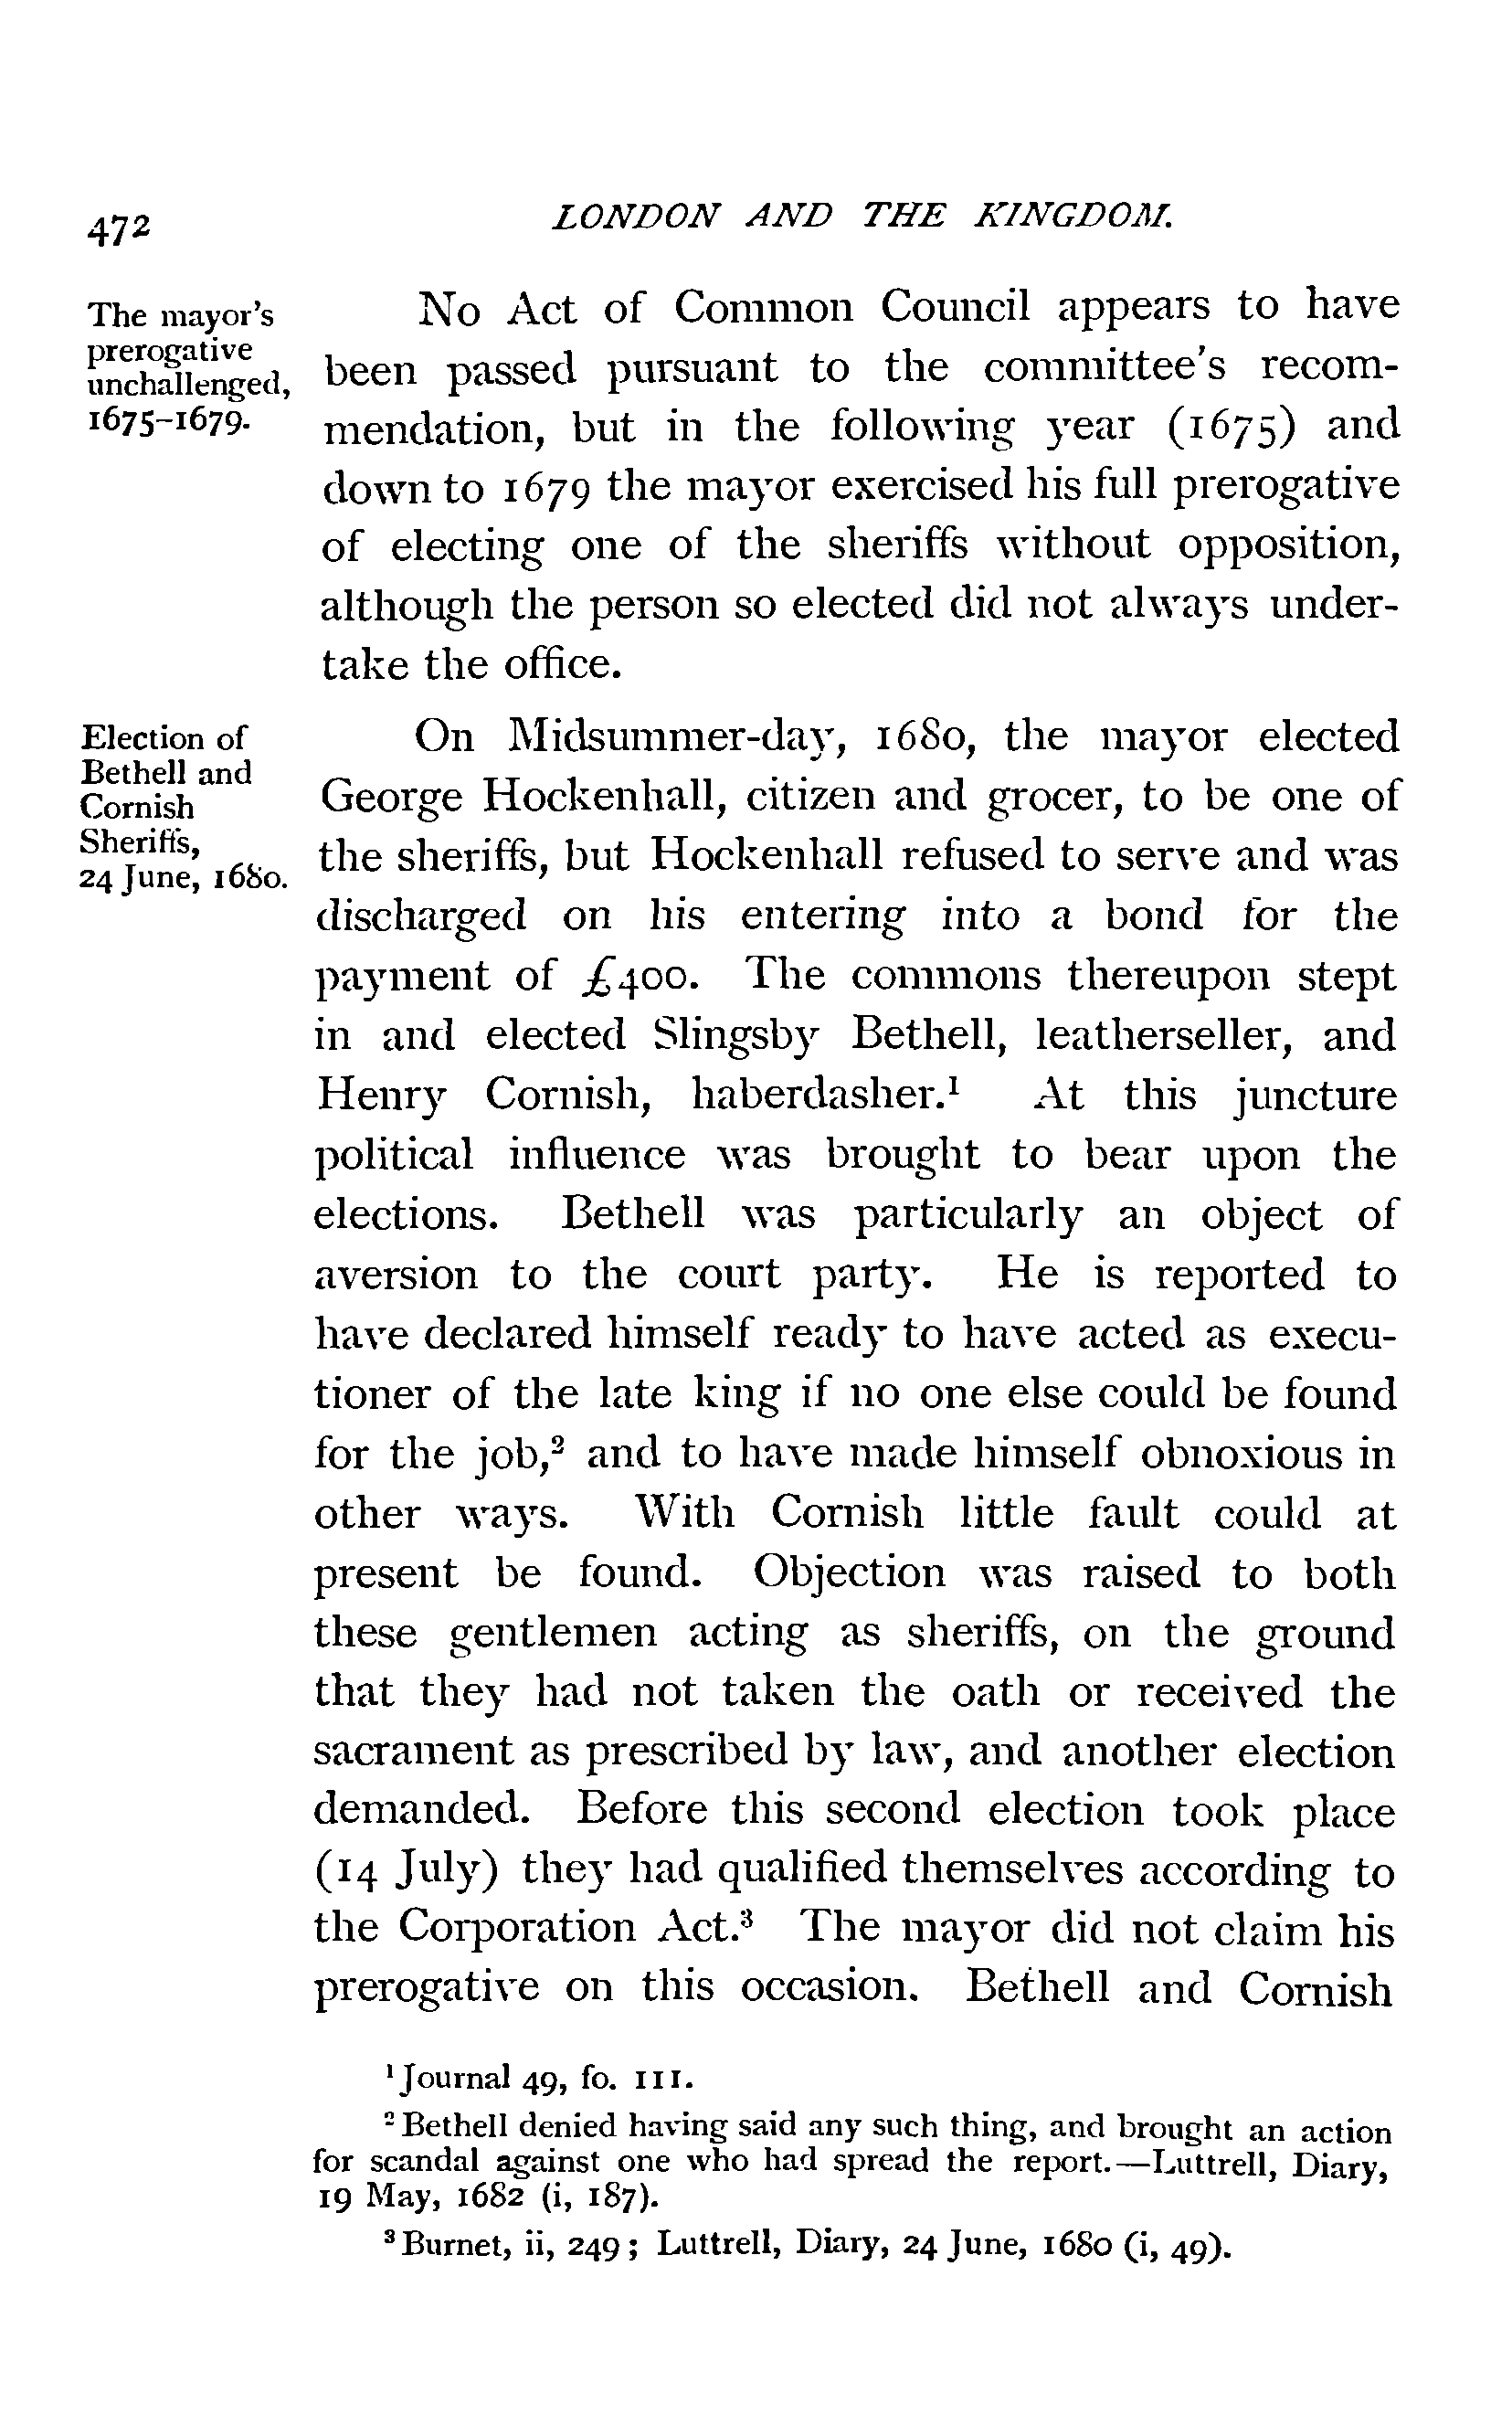 472
LONDON AND THE KINGDOM.
The mayor's
prerogative
unchallenged,
1675-1679.
No Act of Common Council appears to have
been passed pursuant to the committee's recom-
mendation, but in the following year (1675) and
down to 1679 the mayor exercised his full prerogative
of electing one of the sheriffs without opposition,
although the person so elected did not always under-
take the office.
Election of
Bethell and
Cornish
Sheriffs,
24 June, 1680.
On Midsummer-day, 1680, the mayor elected
George Hockenhall, citizen and grocer, to be one of
the sheriffs, but Hockenhall refused to serve and was
discharged on his entering into a bond for the
payment of £400. The commons thereupon stept
in and elected Slingsby Bethell, leatherseller, and
Henry Cornish, haberdasher.¹ At this juncture
political influence was brought to bear upon the
elections. Bethell was particularly an object of
aversion to the court party. He is reported to
have declared himself ready to have acted as execu-
tioner of the late king if no one else could be found
for the job,² and to have made himself obnoxious in
other ways. With Cornish little fault could at
present be found. Objection was raised to both
these gentlemen acting as sheriffs, on the ground
that they had not taken the oath or received the
sacrament as prescribed by law, and another election
demanded. Before this second election took place
(14 July) they had qualified themselves according to
the Corporation Act.³ The mayor did not claim his
prerogative on this occasion. Bethell and Cornish
¹ Journal 49, fo. 111.
² Bethell denied having said any such thing, and brought an action
for scandal against one who had spread the report.—Luttrell, Diary,
19 May, 1682 (i, 187).
³ Burnet, ii, 249; Luttrell, Diary, 24 June, 1680 (i, 49).